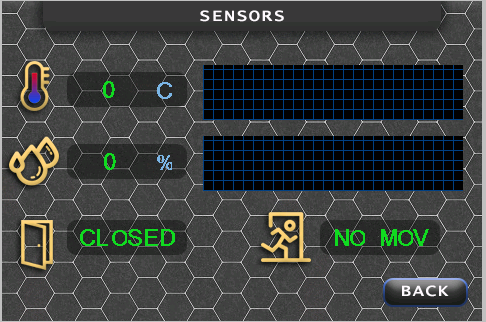 SENSORS
0 C
0 %
CLOSED
NO MOV
BACK